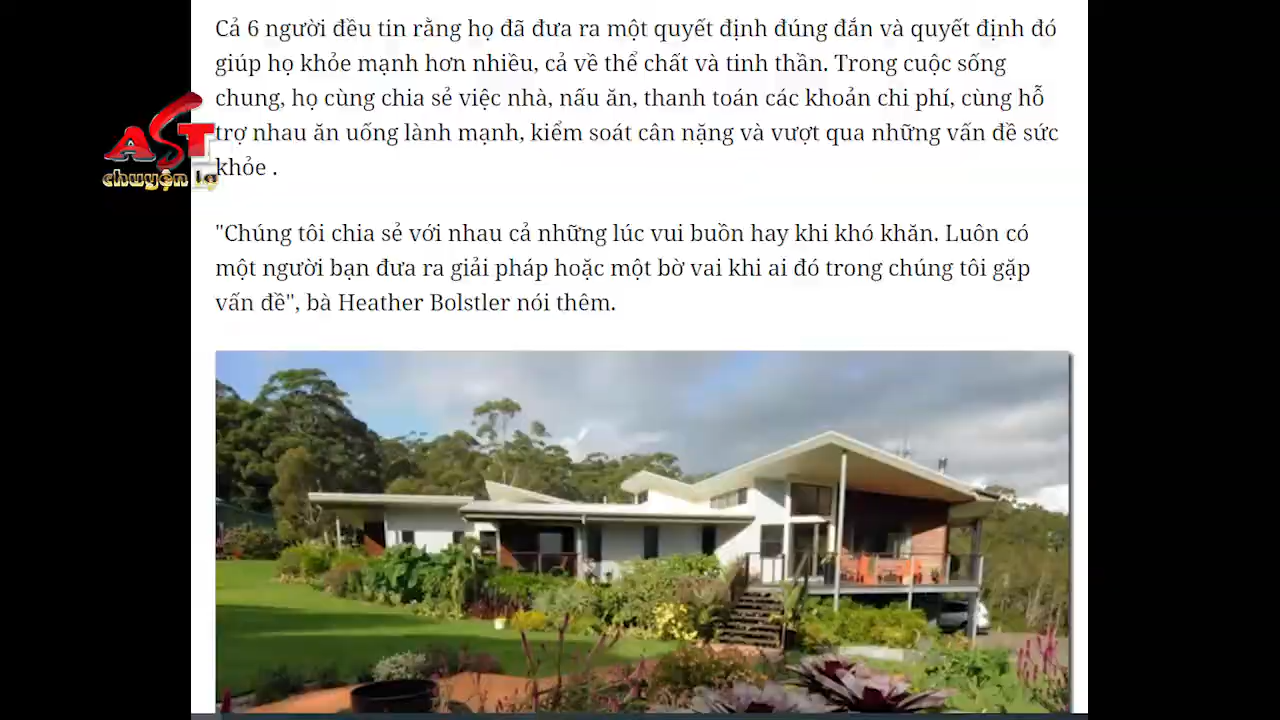 Cả 6 người đều tin rằng họ đã đưa ra một quyết định đúng đắn và quyết định đó
giúp họ khỏe mạnh hơn nhiều, cả về thể chất và tinh thần. Trong cuộc sống
chung, họ cùng chia sẻ việc nhà, nấu ăn, thanh toán các khoản chi phí, cùng hỗ
trợ nhau ăn uống lành mạnh, kiểm soát cân nặng và vượt qua những vấn đề sức
khỏe .
AST
chuyện lạ
"Chúng tôi chia sẻ với nhau cả những lúc vui buồn hay khi khó khăn. Luôn có
một người bạn đưa ra giải pháp hoặc một bờ vai khi ai đó trong chúng tôi gặp
vấn đề", bà Heather Bolstler nói thêm.